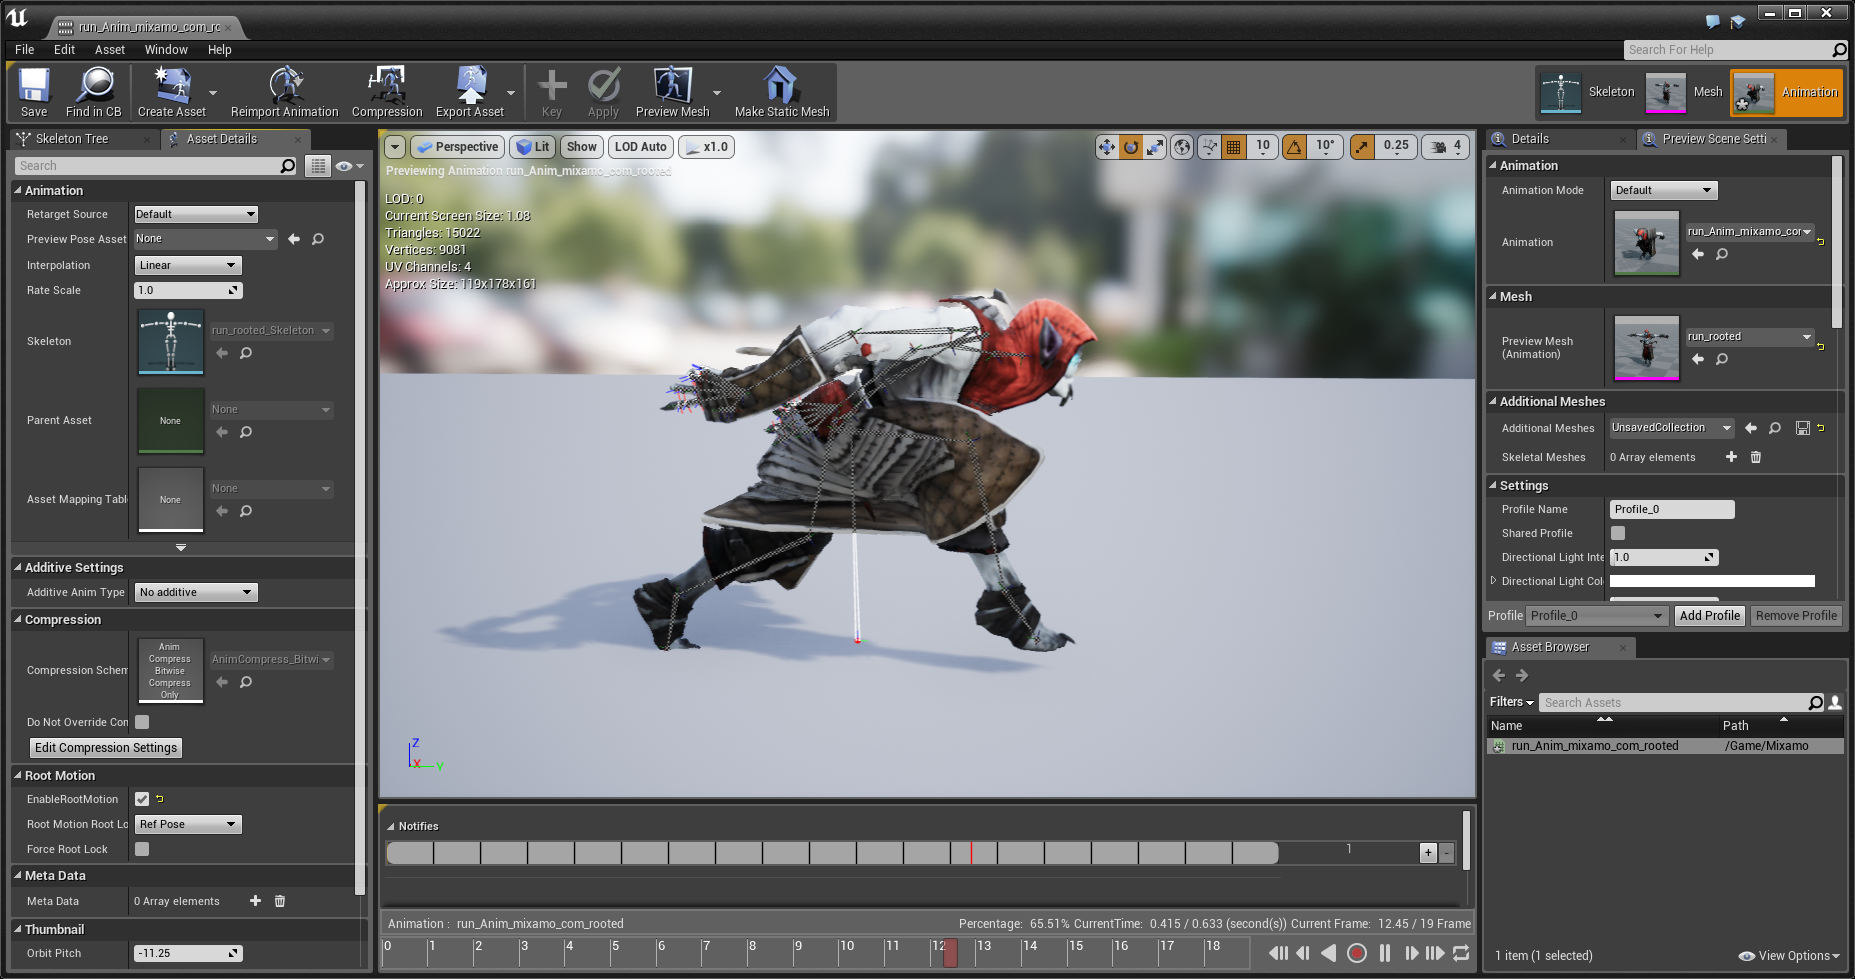 run_Anim_mixamo_com_rc
File Edit Asset Window Help
Search For Help
Save Find in CB Create Asset Reimport Animation Compression Export Asset Key Apply Preview Mesh Make Static Mesh
Skeleton Mesh Animation
Skeleton Tree Asset Details
Search
Animation
Retarget Source Default
Preview Pose Asset None
Interpolation Linear
Rate Scale 1.0
Skeleton run_rooted_Skeleton
Parent Asset None None
Asset Mapping Tabl None None
Additive Settings
Additive Anim Type No additive
Compression
Compression Schem Anim Compress Bitwise Compress Only AnimCompress_Bitwi
Do Not Override Con
Edit Compression Settings
Root Motion
EnableRootMotion
Root Motion Root Lo Ref Pose
Force Root Lock
Meta Data
Meta Data 0 Array elements
Thumbnail
Orbit Pitch -11.25
Perspective Lit Show LOD Auto x1.0 10 10° 0.25 4
Previewing Animation run_Anim_mixamo_com_rooted
LOD: 0
Current Screen Size: 1.08
Triangles: 15022
Vertices: 9081
UV Channels: 4
Approx Size: 119x178x161
Z
X Y
Notifies
1 + -
Animation : run_Anim_mixamo_com_rooted Percentage: 65.51% CurrentTime: 0.415 / 0.633 (second(s)) Current Frame: 12.45 / 19 Frame
0 1 2 3 4 5 6 7 8 9 10 11 12 13 14 15 16 17 18
Details Preview Scene Setti
Animation
Animation Mode Default
Animation run_Anim_mixamo_cor
Mesh
Preview Mesh (Animation) run_rooted
Additional Meshes
Additional Meshes UnsavedCollection
Skeletal Meshes 0 Array elements
Settings
Profile Name Profile_0
Shared Profile
Directional Light Inte 1.0
Directional Light Col
Profile Profile_0 Add Profile Remove Profile
Asset Browser
Filters Search Assets
Name Path
run_Anim_mixamo_com_rooted /Game/Mixamo
1 item (1 selected) View Options